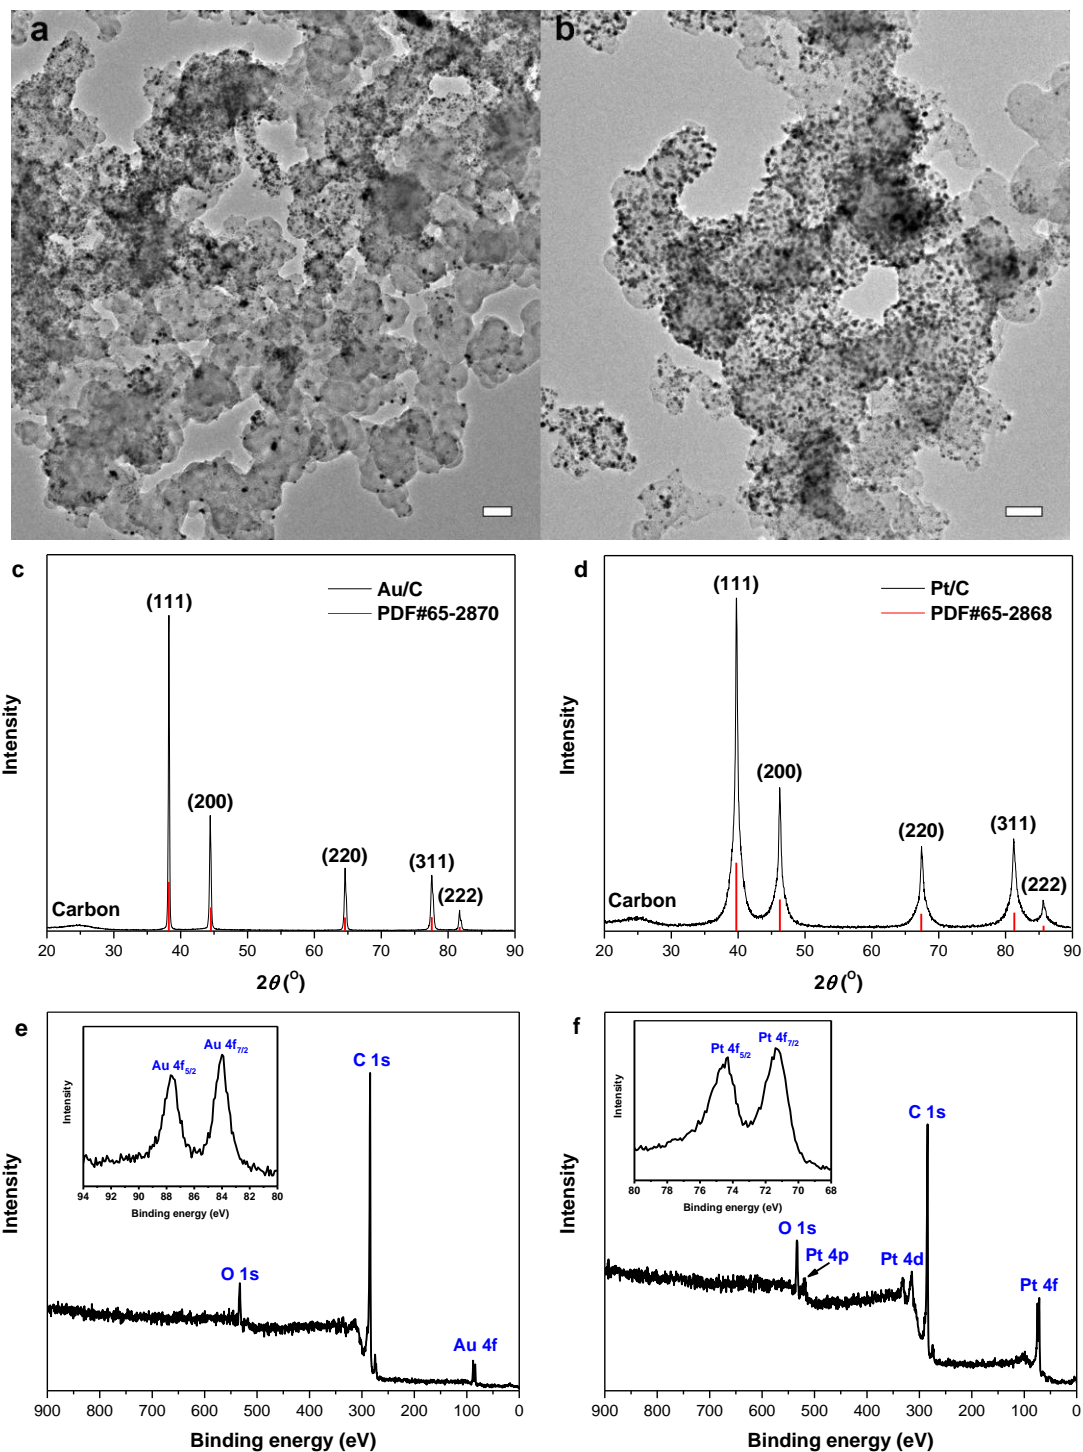 a
b
c
(111)
Au/C
PDF#65-2870
(200)
(220)
(311)
(222)
Carbon
Intensity
20 30 40 50 60 70 80 90
2θ (°)
d
(111)
Pt/C
PDF#65-2868
(200)
(220)
(311)
(222)
Carbon
Intensity
20 30 40 50 60 70 80 90
2θ (°)
e
Au 4f7/2
Au 4f5/2
Intensity
94 92 90 88 86 84 82 80
Binding energy (eV)
C 1s
O 1s
Au 4f
Intensity
900 800 700 600 500 400 300 200 100 0
Binding energy (eV)
f
Pt 4f7/2
Pt 4f5/2
Intensity
80 78 76 74 72 70 68
Binding energy (eV)
C 1s
O 1s
Pt 4p
Pt 4d
Pt 4f
Intensity
900 800 700 600 500 400 300 200 100 0
Binding energy (eV)